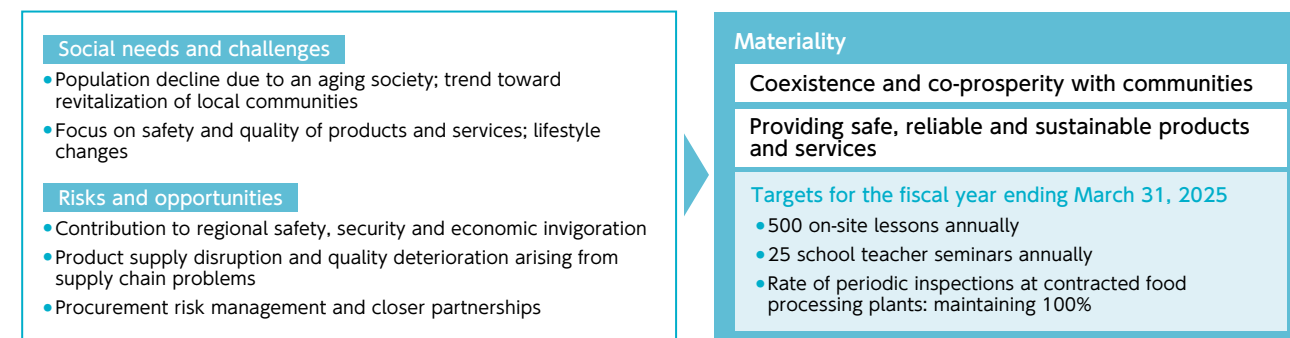 Social needs and challenges
•Population decline due to an aging society; trend toward
revitalization of local communities
•Focus on safety and quality of products and services; lifestyle
changes
Risks and opportunities
•Contribution to regional safety, security and economic invigoration
•Product supply disruption and quality deterioration arising from
supply chain problems
•Procurement risk management and closer partnerships
Materiality
Coexistence and co-prosperity with communities
Providing safe, reliable and sustainable products
and services
Targets for the fiscal year ending March 31, 2025
•500 on-site lessons annually
•25 school teacher seminars annually
•Rate of periodic inspections at contracted food
processing plants: maintaining 100%